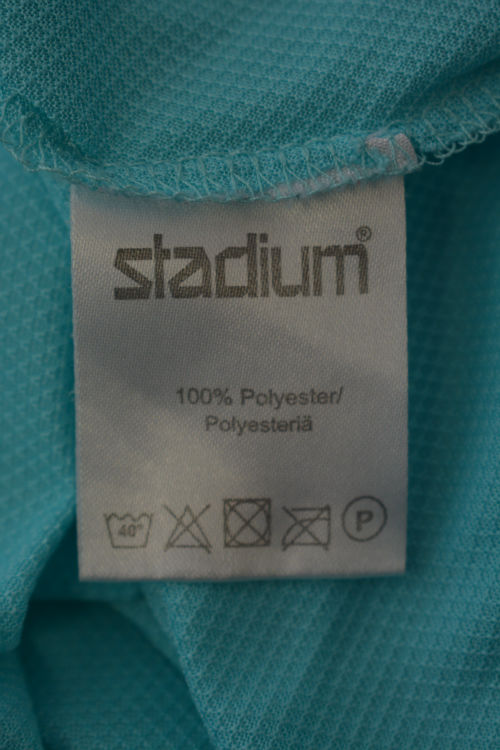 stadium®
100% Polyester/
Polyesteriä
40° P